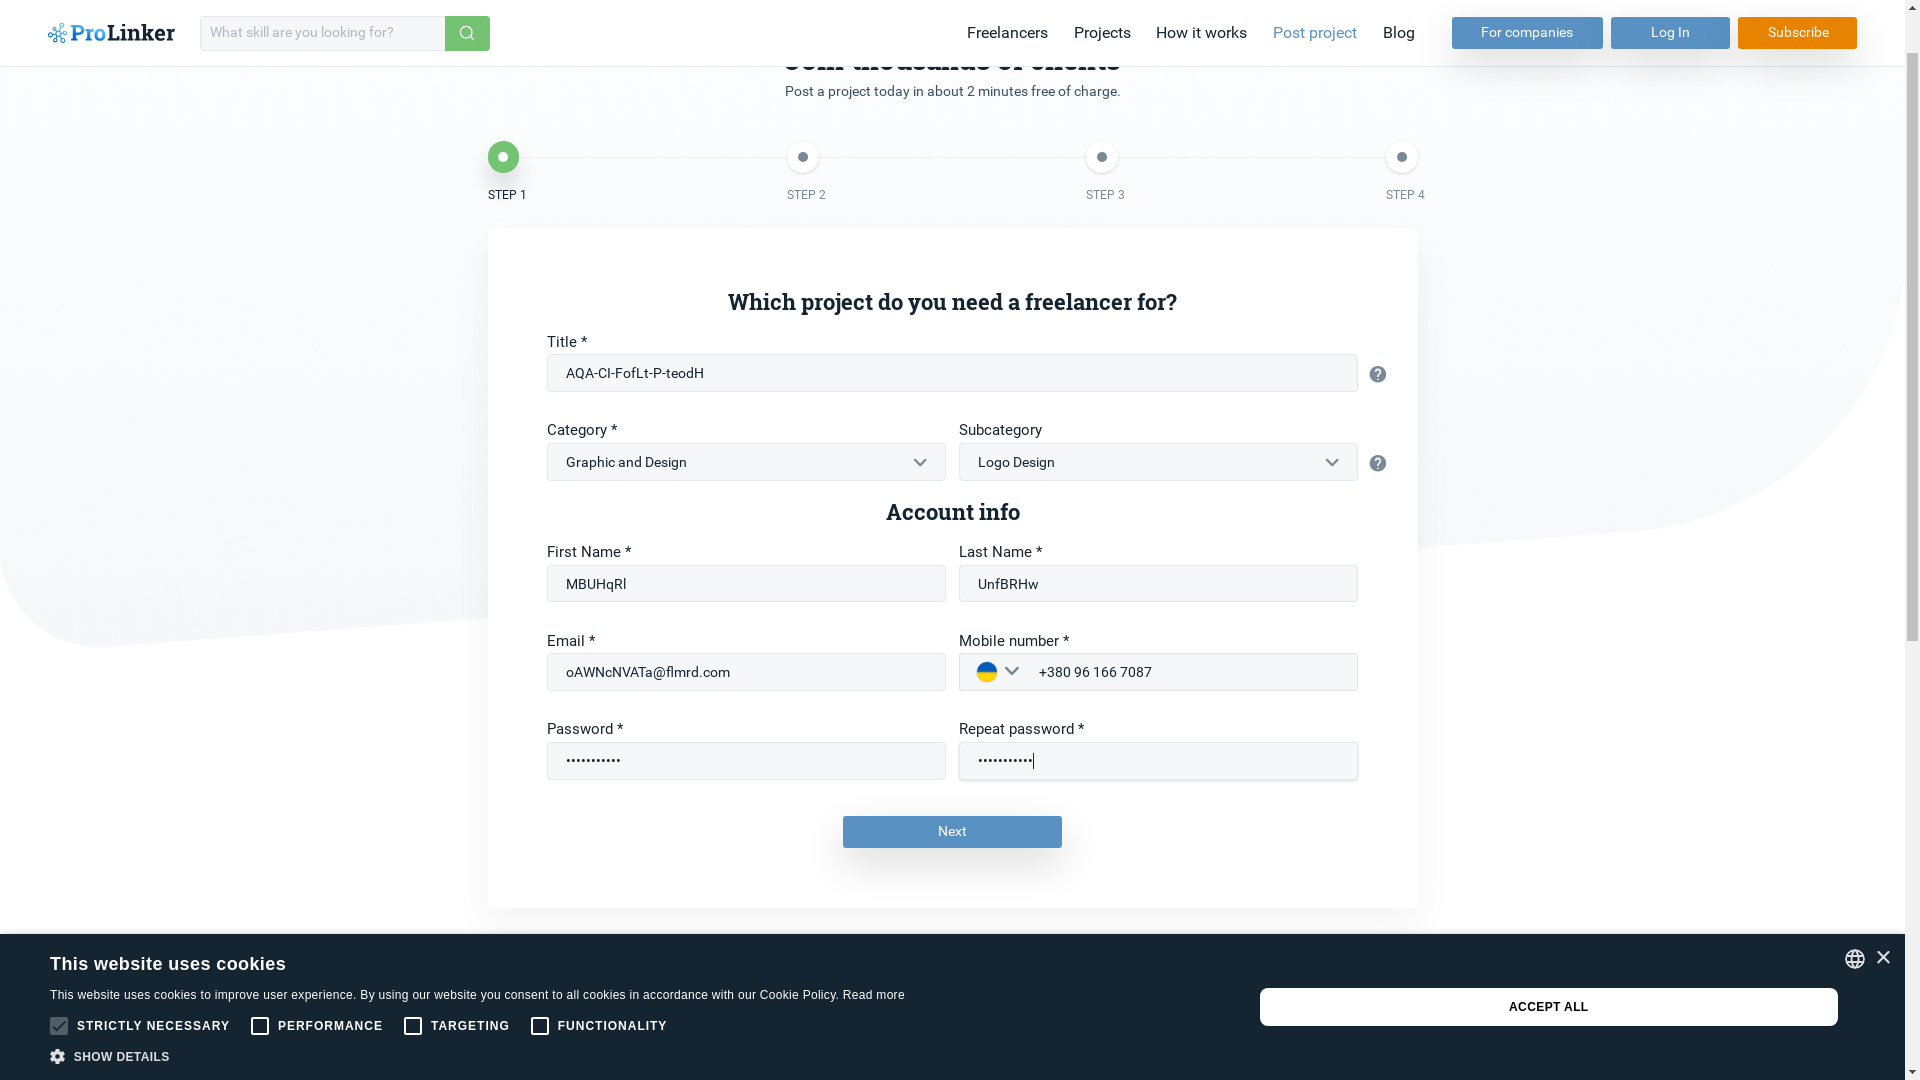 ProLinker
What skill are you looking for?
Freelancers
Projects
How it works
Post project
Blog
For companies
Log In
Subscribe
Join thousands of clients
Post a project today in about 2 minutes free of charge.
STEP 1
STEP 2
STEP 3
STEP 4
Which project do you need a freelancer for?
Title *
AQA-CI-FofLt-P-teodH
Category *
Subcategory
Graphic and Design
Logo Design
Account info
First Name *
Last Name *
MBUHqRl
UnfBRHw
Email *
Mobile number *
oAWNcNVATa@flmrd.com
+380 96 166 7087
Password *
Repeat password *
•••••••••••
•••••••••••
Next
This website uses cookies
This website uses cookies to improve user experience. By using our website you consent to all cookies in accordance with our Cookie Policy. Read more
STRICTLY NECESSARY
PERFORMANCE
TARGETING
FUNCTIONALITY
SHOW DETAILS
ACCEPT ALL